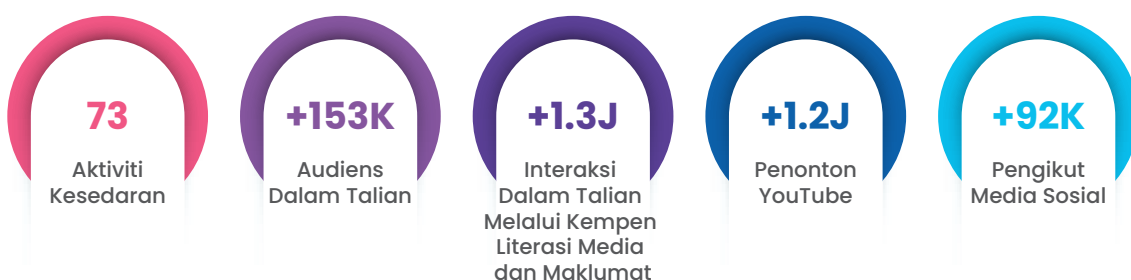 73
Aktiviti
Kesedaran
+153K
Audiens
Dalam Talian
+1.3J
Interaksi
Dalam Talian
Melalui Kempen
Literasi Media
dan Maklumat
+1.2J
Penonton
YouTube
+92K
Pengikut
Media Sosial